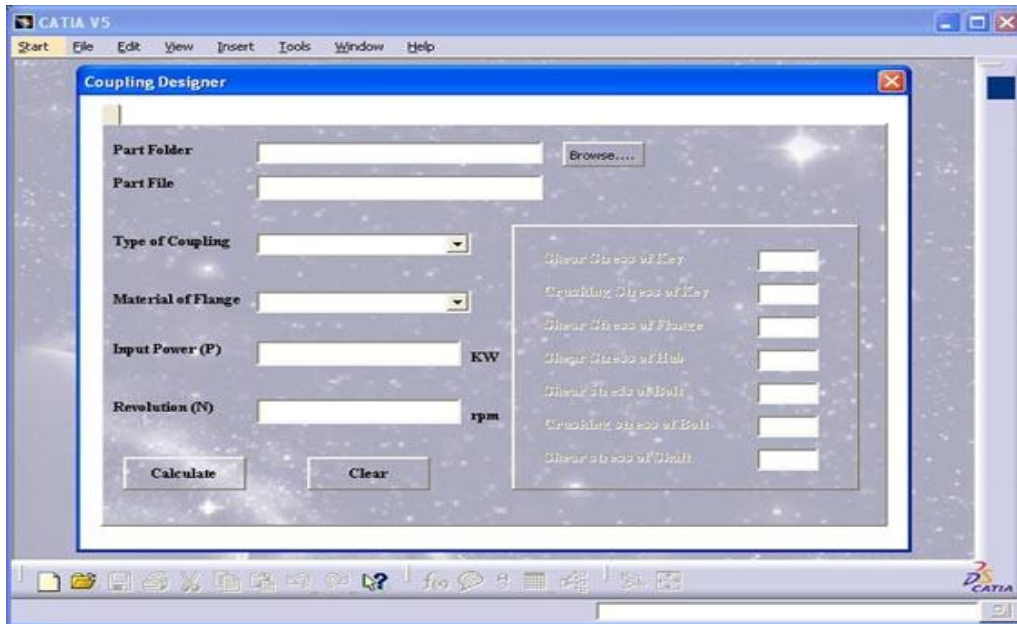 CATIA V5
Start File Edit View Insert Tools Window Help
Coupling Designer
Part Folder
Browse....
Part File
Type of Coupling
Material of Flange
Input Power (P)
KW
Revolution (N)
rpm
Calculate
Clear
Shear Stress of Key
Crushing Stress of Key
Shear Stress of Flange
Shear Stress of Hub
Shear stress of Bolt
Crushing stress of Bolt
Shear stress of Shaft
f(x)
CATIA